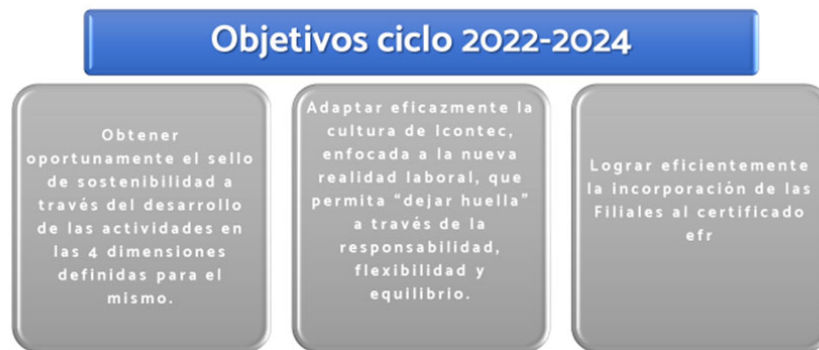 Objetivos ciclo 2022-2024
Obtener
oportunamente el sello
de sostenibilidad a
través del desarrollo
de las actividades en
las 4 dimensiones
definidas para el
mismo.
Adaptar eficazmente la
cultura de Icontec,
enfocada a la nueva
realidad laboral, que
permita “dejar huella”
a través de la
responsabilidad,
flexibilidad y
equilibrio.
Lograr eficientemente
la incorporación de las
Filiales al certificado
efr